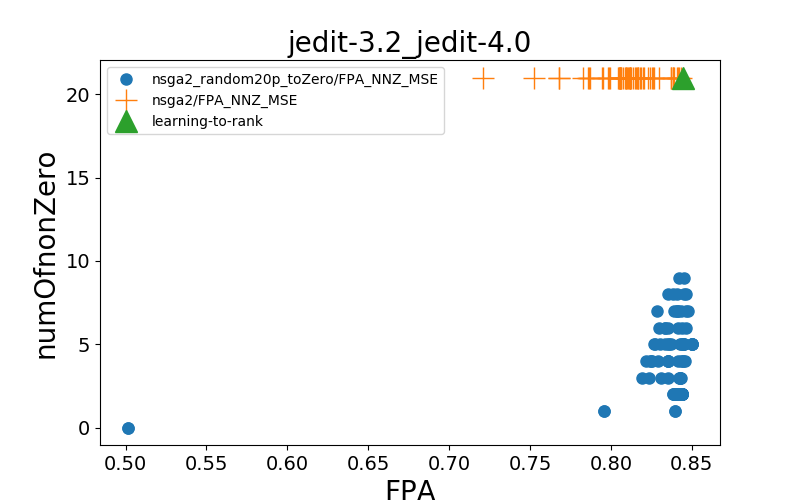 jedit-3.2_jedit-4.0
nsga2_random20p_toZero/FPA_NNZ_MSE
nsga2/FPA_NNZ_MSE
learning-to-rank
numOfnonZero
20
15
10
5
0
0.50 0.55 0.60 0.65 0.70 0.75 0.80 0.85
FPA